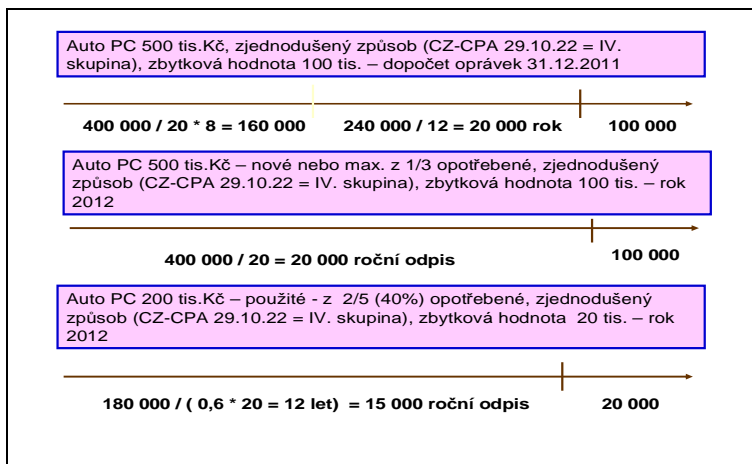 Auto PC 500 tis.Kč, zjednodušený způsob (CZ-CPA 29.10.22 = IV.
skupina), zbytková hodnota 100 tis. – dopočet oprávek 31.12.2011
400 000 / 20 * 8 = 160 000 240 000 / 12 = 20 000 rok 100 000
Auto PC 500 tis.Kč – nové nebo max. z 1/3 opotřebené, zjednodušený
způsob (CZ-CPA 29.10.22 = IV. skupina), zbytková hodnota 100 tis. – rok
2012
400 000 / 20 = 20 000 roční odpis 100 000
Auto PC 200 tis.Kč – použité - z 2/5 (40%) opotřebené, zjednodušený
způsob (CZ-CPA 29.10.22 = IV. skupina), zbytková hodnota 20 tis. – rok
2012
180 000 / ( 0,6 * 20 = 12 let) = 15 000 roční odpis 20 000